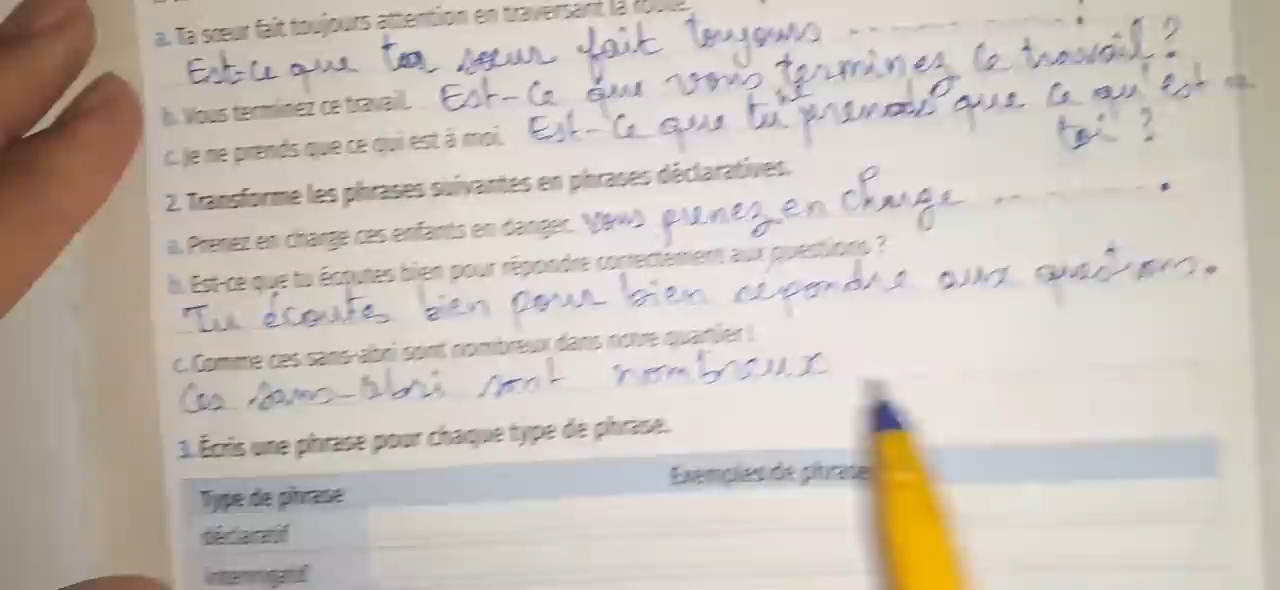 a. Ta sœur fait toujours attention en traversant la route.
Est-ce que ta sœur fait toujours ............ ?
b. Vous terminez ce travail. Est-ce que vous terminez ce travail ?
c. Je ne prends que ce qui est à moi. Est-ce que tu prends que ce qu'est à
toi ?
2. Transforme les phrases suivantes en phrases déclaratives.
a. Prenez en charge ces enfants en danger. Vous prenez en charge ............ .
b. Est-ce que tu écoutes bien pour répondre correctement aux questions ?
Tu écoutes bien pour bien repondre aux questions.
c. Comme ces sans-abri sont nombreux dans notre quartier !
Ces sans-abri sont nombreux
3. Écris une phrase pour chaque type de phrase.
Type de phrase
Exemples de phrase
déclaratif
interrogatif